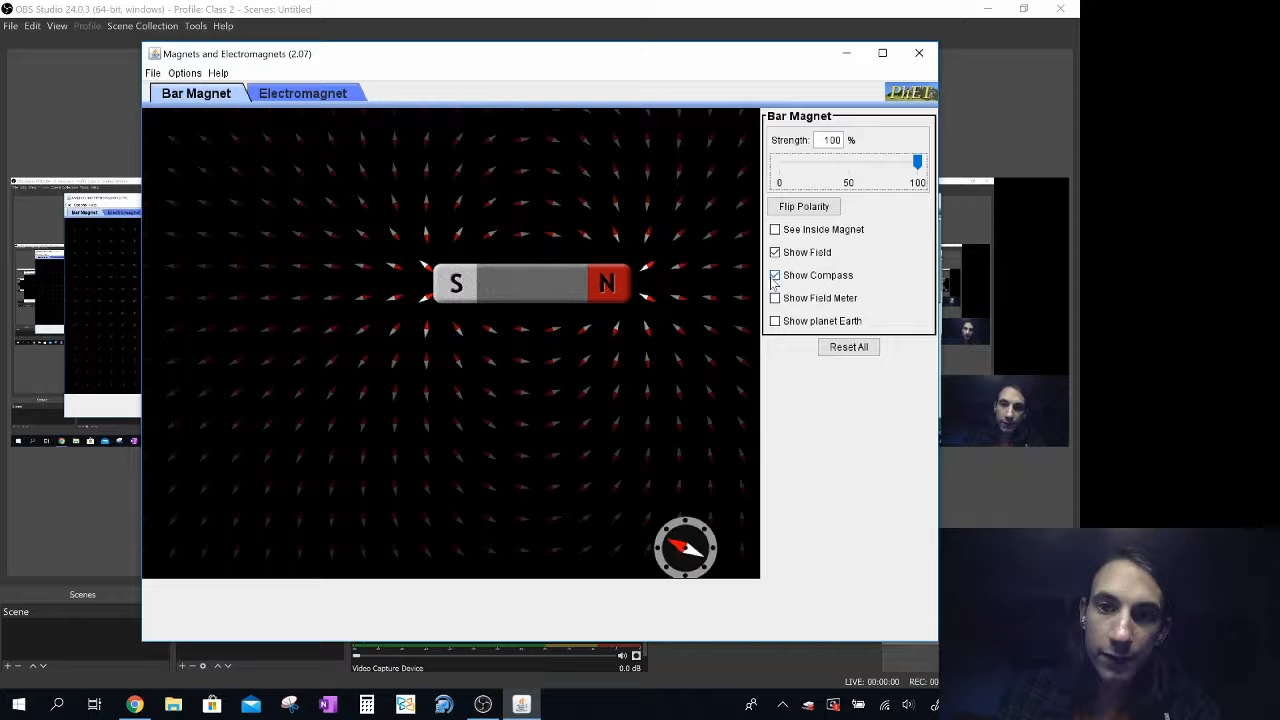 OBS Studio 24.0.3 (64-bit, windows) - Profile: Class 2 - Scenes: Untitled
File Edit View Profile Scene Collection Tools Help
Magnets and Electromagnets (2.07)
File Options Help
Bar Magnet Electromagnet
PhET
Bar Magnet
Strength: 100 %
0 50 100
Flip Polarity
See Inside Magnet
Show Field
Show Compass
Show Field Meter
Show planet Earth
Reset All
S N
Scenes
Scene
Video Capture Device 0.0 dB
LIVE: 00:00:00 REC: 00